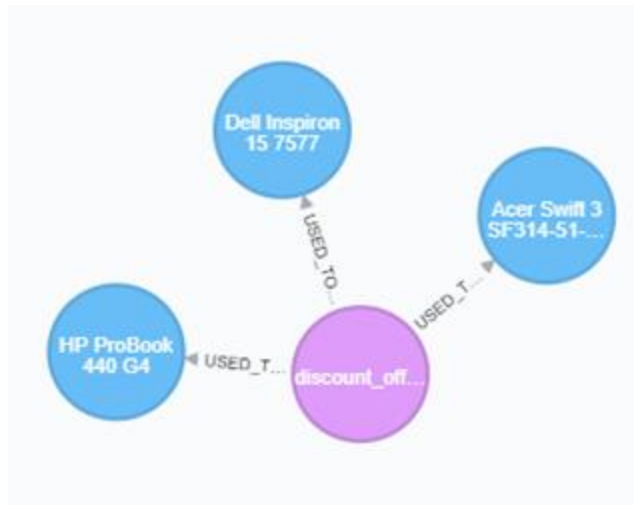 Dell Inspiron
15 7577
Acer Swift 3
SF314-51-...
USED_TO...
USED_T...
HP ProBook
440 G4
USED_T...
discount_off...